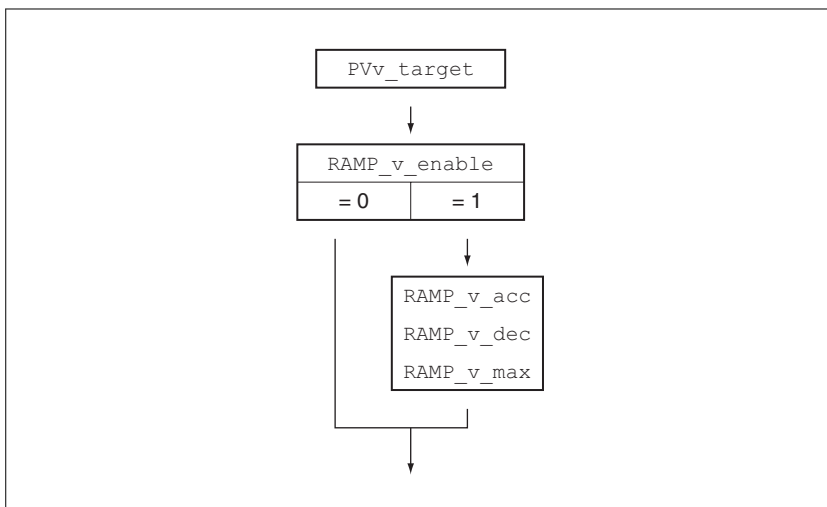 PVv_target
RAMP_v_enable
= 0 = 1
RAMP_v_acc
RAMP_v_dec
RAMP_v_max